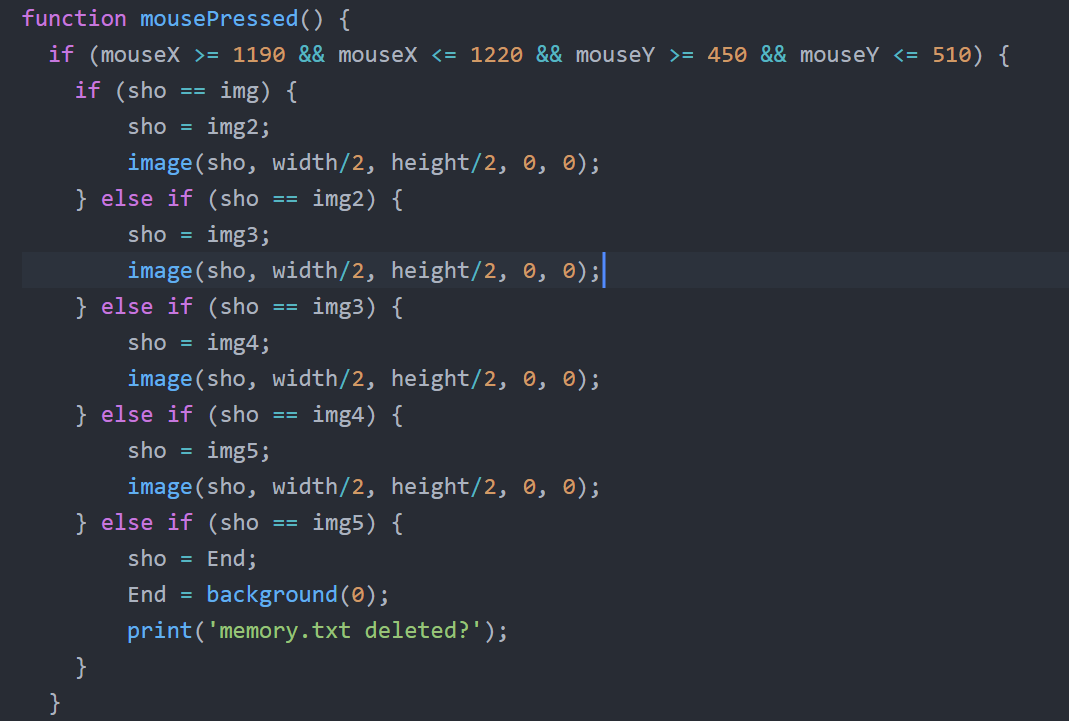 function mousePressed() {
  if (mouseX >= 1190 && mouseX <= 1220 && mouseY >= 450 && mouseY <= 510) {
    if (sho == img) {
        sho = img2;
        image(sho, width/2, height/2, 0, 0);
    } else if (sho == img2) {
        sho = img3;
        image(sho, width/2, height/2, 0, 0);
    } else if (sho == img3) {
        sho = img4;
        image(sho, width/2, height/2, 0, 0);
    } else if (sho == img4) {
        sho = img5;
        image(sho, width/2, height/2, 0, 0);
    } else if (sho == img5) {
        sho = End;
        End = background(0);
        print('memory.txt deleted?');
    }
  }